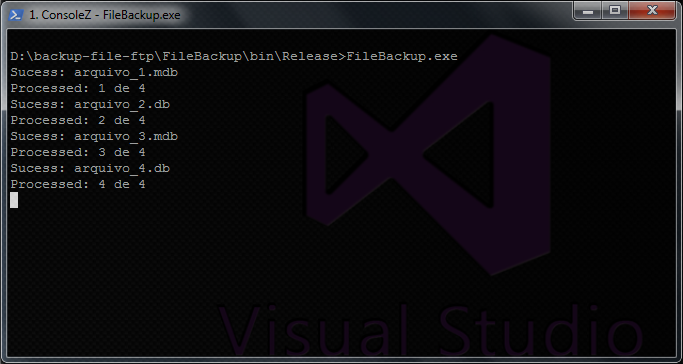 1. ConsoleZ - FileBackup.exe
D:\backup-file-ftp\FileBackup\bin\Release>FileBackup.exe
Sucess: arquivo_1.mdb
Processed: 1 de 4
Sucess: arquivo_2.db
Processed: 2 de 4
Sucess: arquivo_3.mdb
Processed: 3 de 4
Sucess: arquivo_4.db
Processed: 4 de 4
Visual Studio